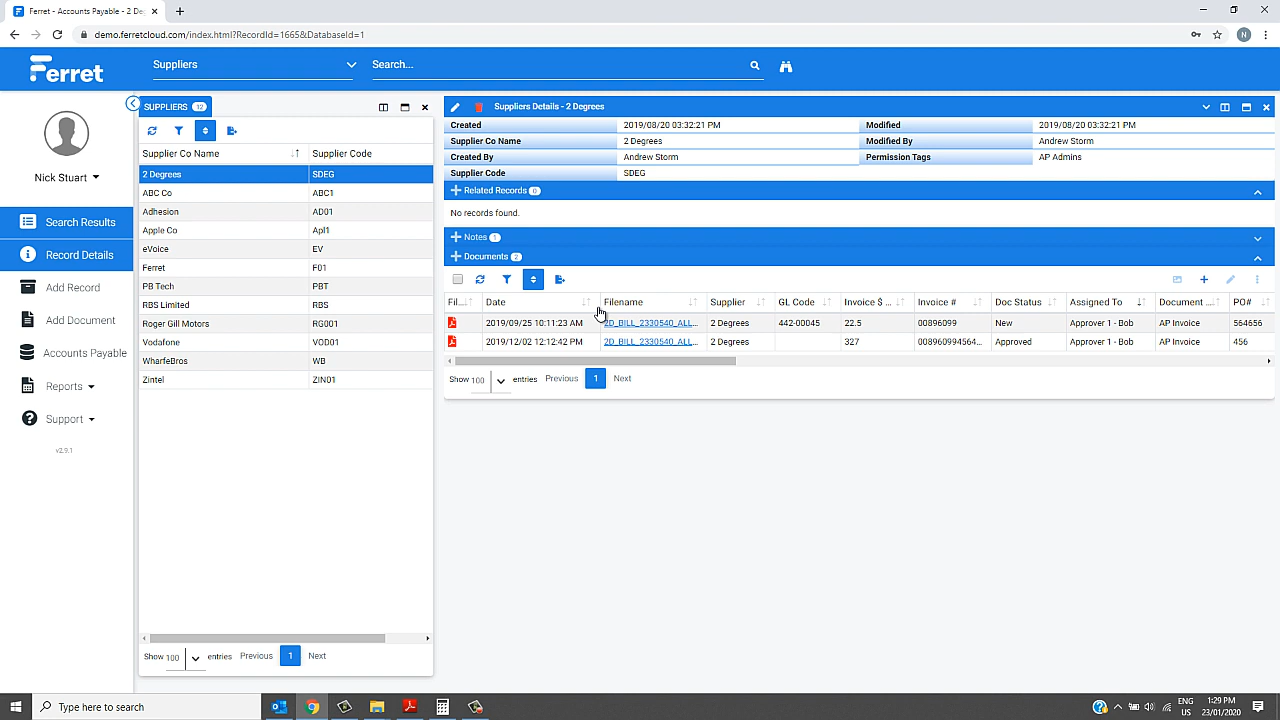 Ferret - Accounts Payable - 2 De
demo.ferretcloud.com/index.html?RecordId=1665&DatabaseId=1
N
Ferret
Suppliers
Search...
Nick Stuart
Search Results
Record Details
Add Record
Add Document
Accounts Payable
Reports
Support
v2.9.1
SUPPLIERS 12
Supplier Co Name Supplier Code
2 Degrees SDEG
ABC Co ABC1
Adhesion AD01
Apple Co Apl1
eVoice EV
Ferret F01
PB Tech PBT
RBS Limited RBS
Roger Gill Motors RG001
Vodafone VOD01
WharfeBros WB
Zintel ZIN01
Show 100 entries Previous 1 Next
Suppliers Details - 2 Degrees
Created 2019/08/20 03:32:21 PM Modified 2019/08/20 03:32:21 PM
Supplier Co Name 2 Degrees Modified By Andrew Storm
Created By Andrew Storm Permission Tags AP Admins
Supplier Code SDEG
Related Records 0
No records found.
Notes 1
Documents 2
Fil... Date Filename Supplier GL Code Invoice $ ... Invoice # Doc Status Assigned To Document ... PO#
2019/09/25 10:11:23 AM 2D_BILL_2330540_ALL... 2 Degrees 442-00045 22.5 00896099 New Approver 1 - Bob AP Invoice 564656
2019/12/02 12:12:42 PM 2D_BILL_2330540_ALL... 2 Degrees 327 008960994564... Approved Approver 1 - Bob AP Invoice 456
Show 100 entries Previous 1 Next
Type here to search
ENG
US
1:29 PM
23/01/2020